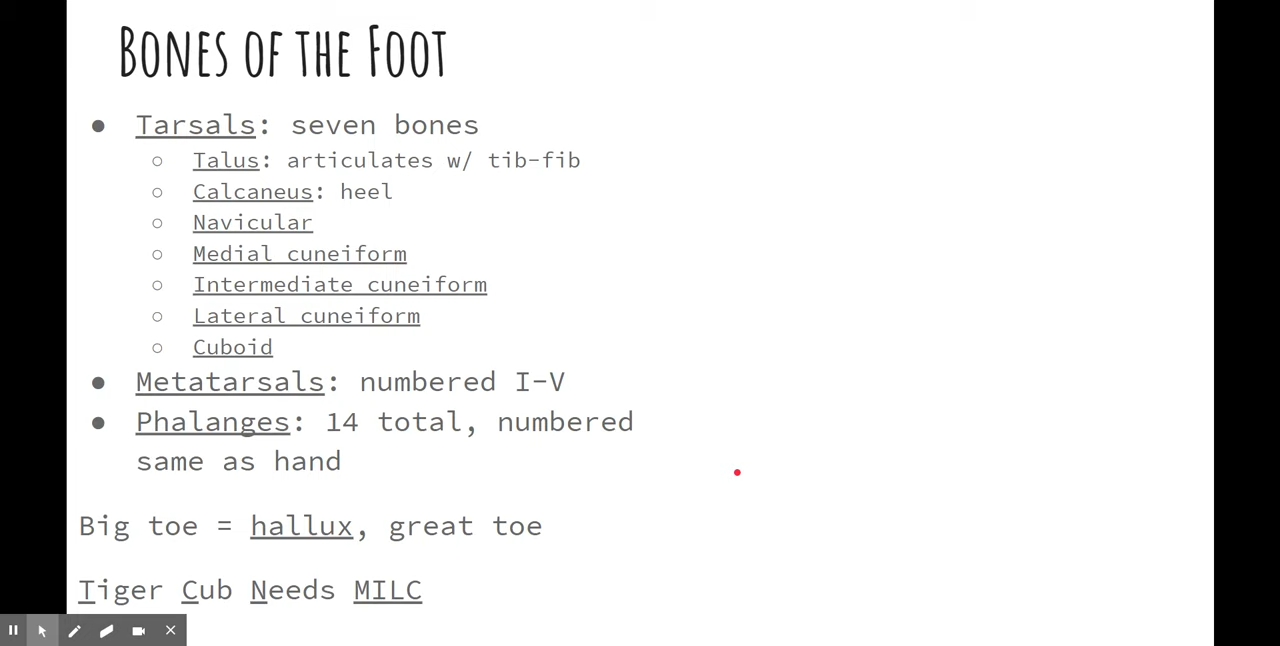 Bones of the Foot
● Tarsals: seven bones
○ Talus: articulates w/ tib-fib
○ Calcaneus: heel
○ Navicular
○ Medial cuneiform
○ Intermediate cuneiform
○ Lateral cuneiform
○ Cuboid
● Metatarsals: numbered I-V
● Phalanges: 14 total, numbered
same as hand
Big toe = hallux, great toe
Tiger Cub Needs MILC